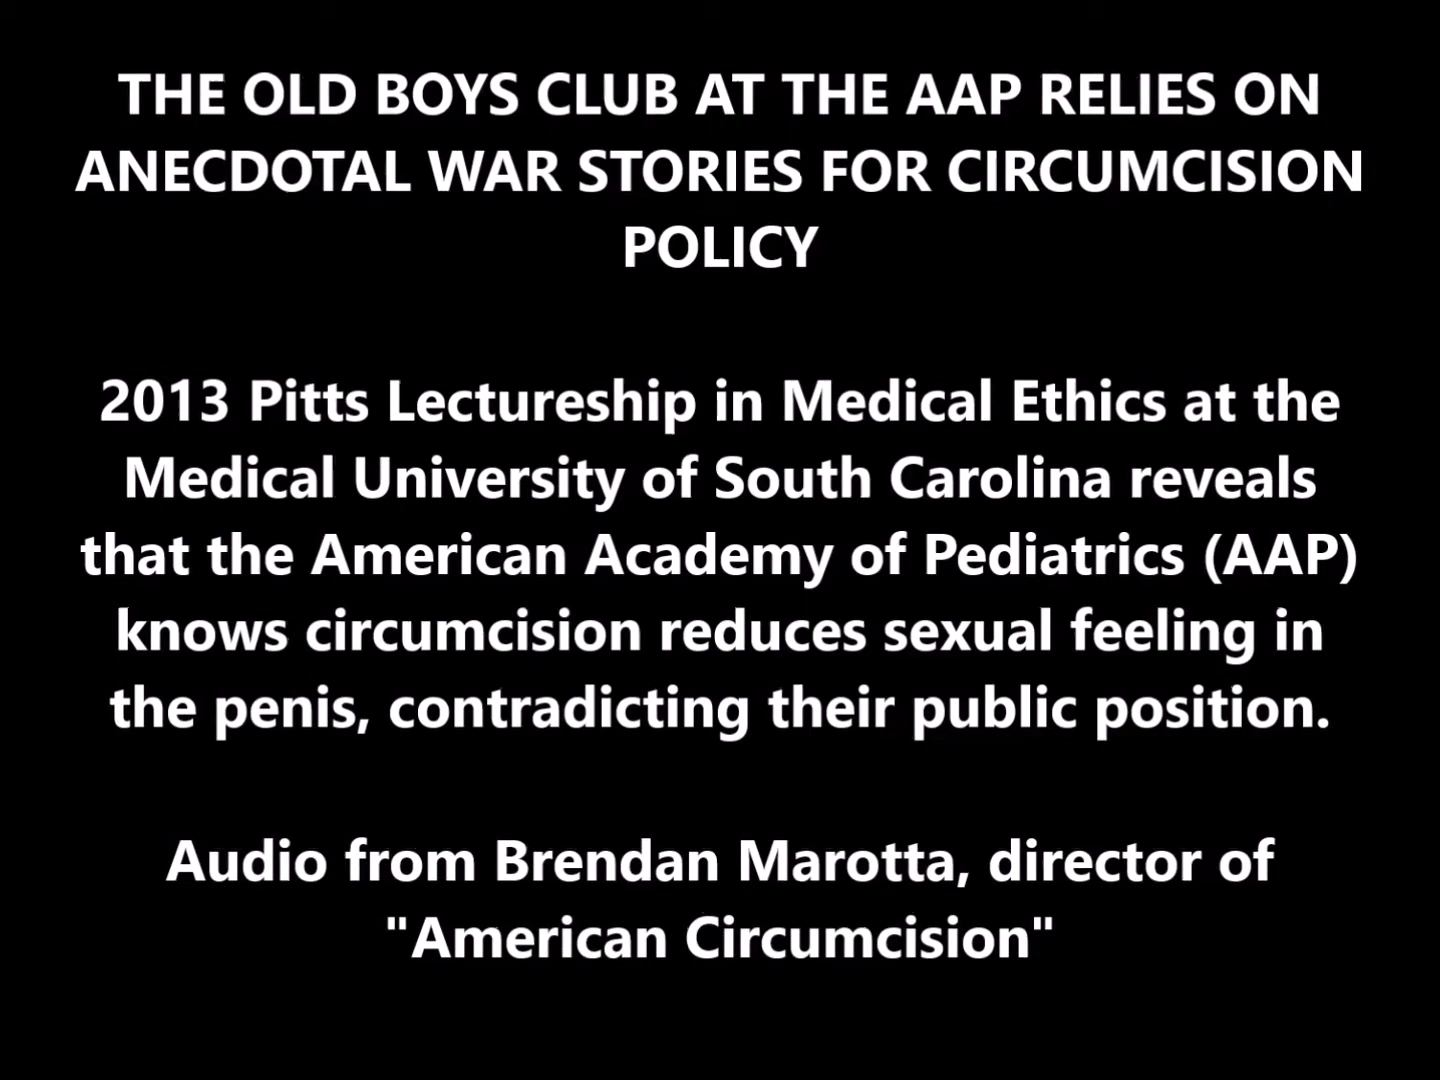 THE OLD BOYS CLUB AT THE AAP RELIES ON
ANECDOTAL WAR STORIES FOR CIRCUMCISION
POLICY
2013 Pitts Lectureship in Medical Ethics at the
Medical University of South Carolina reveals
that the American Academy of Pediatrics (AAP)
knows circumcision reduces sexual feeling in
the penis, contradicting their public position.
Audio from Brendan Marotta, director of
"American Circumcision"